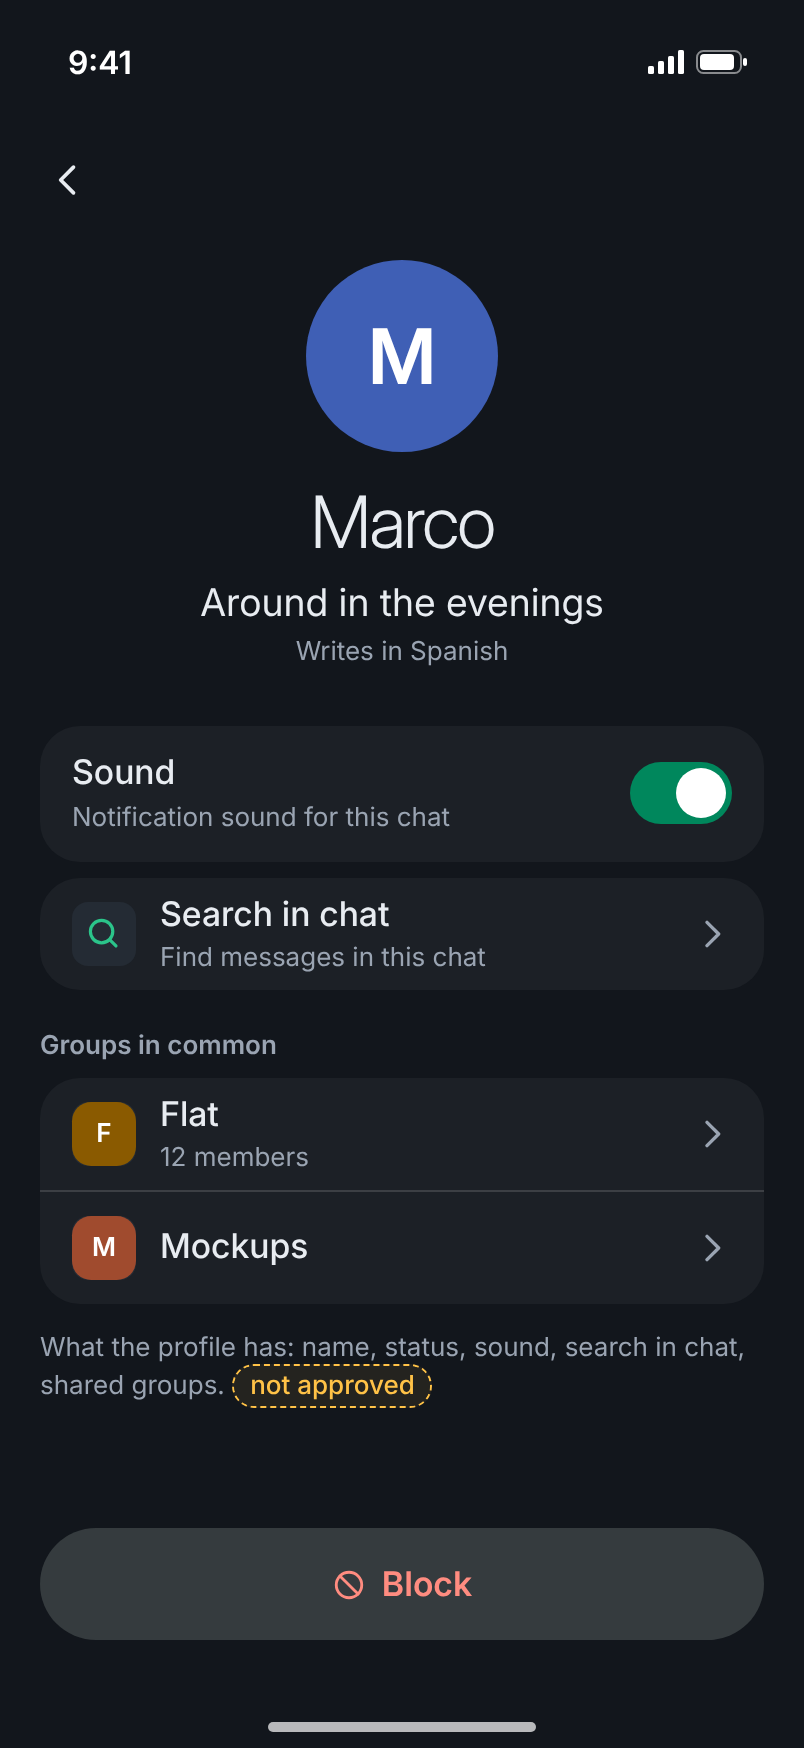 9:41
M
Marco
Around in the evenings
Writes in Spanish
Sound
Notification sound for this chat
Search in chat
Find messages in this chat
Groups in common
F
Flat
12 members
M
Mockups
What the profile has: name, status, sound, search in chat,
shared groups. not approved
Block